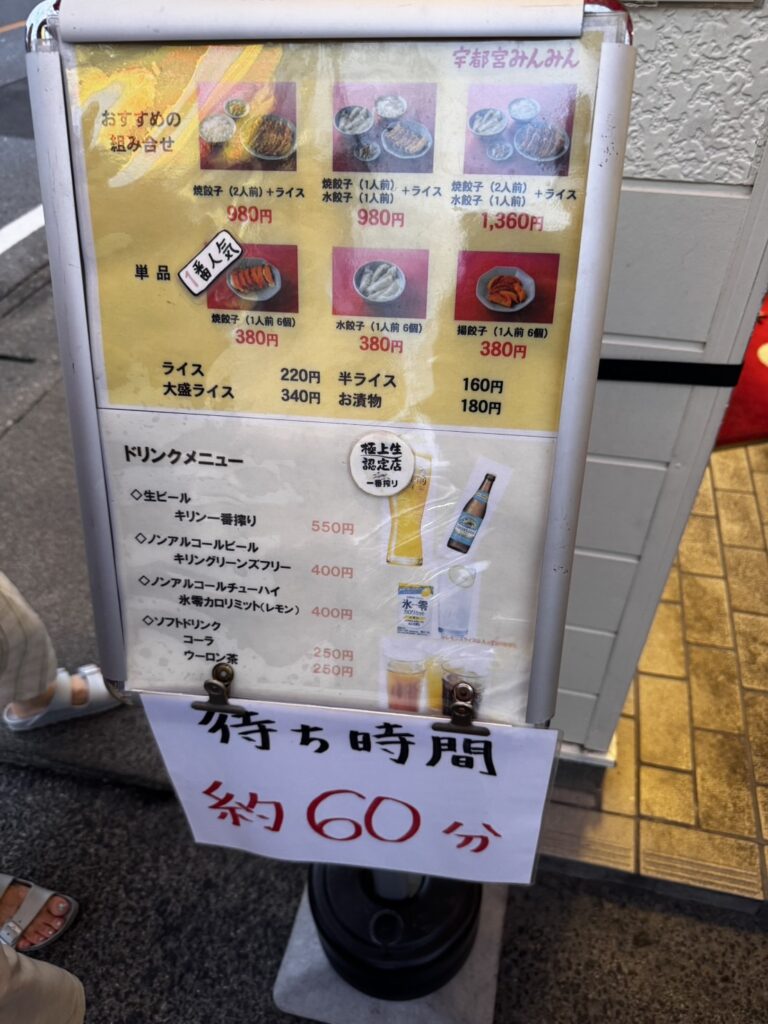 宇都宮みんみん
おすすめの
組み合せ
焼餃子（2人前）＋ライス
980円
焼餃子（1人前）
水餃子（1人前）
＋ライス
980円
焼餃子（2人前）
水餃子（1人前）
＋ライス
1,360円
単品
1番人気
焼餃子（1人前 6個）
380円
水餃子（1人前 6個）
380円
揚餃子（1人前 6個）
380円
ライス 220円 半ライス 160円
大盛ライス 340円 お漬物 180円
ドリンクメニュー
極上生
認定店
一番搾り
◇生ビール
キリン一番搾り 550円
◇ノンアルコールビール
キリングリーンズフリー 400円
◇ノンアルコールチューハイ
氷零カロリミット（レモン） 400円
◇ソフトドリンク
コーラ 250円
ウーロン茶 250円
氷零
待ち時間
約60分